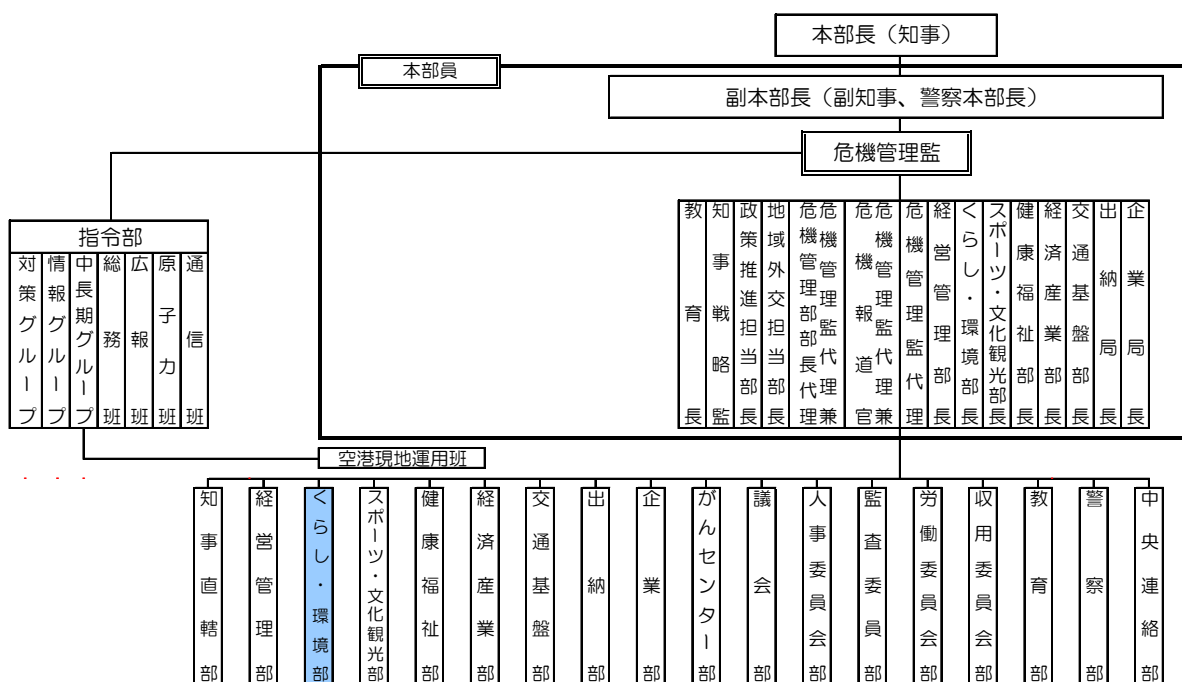 本部長（知事）
本部員
副本部長（副知事、警察本部長）
危機管理監
教育長
知事戦略監
政策推進担当部長
地域外交担当部長
危機管理監代理兼
危機管理部部長代理
危機管理監代理兼
危機報道官
危機管理監代理
経営管理部長
くらし・環境部長
スポーツ・文化観光部長
健康福祉部長
経済産業部長
交通基盤部長
出納局長
企業局長
指令部
対策グループ
情報グループ
中長期グループ
総務班
広報班
原子力班
通信班
空港現地運用班
知事直轄部
経営管理部
くらし・環境部
スポーツ・文化観光部
健康福祉部
経済産業部
交通基盤部
出納部
企業部
がんセンター部
議会部
人事委員会部
監査委員部
労働委員会部
収用委員会部
教育部
警察部
中央連絡部